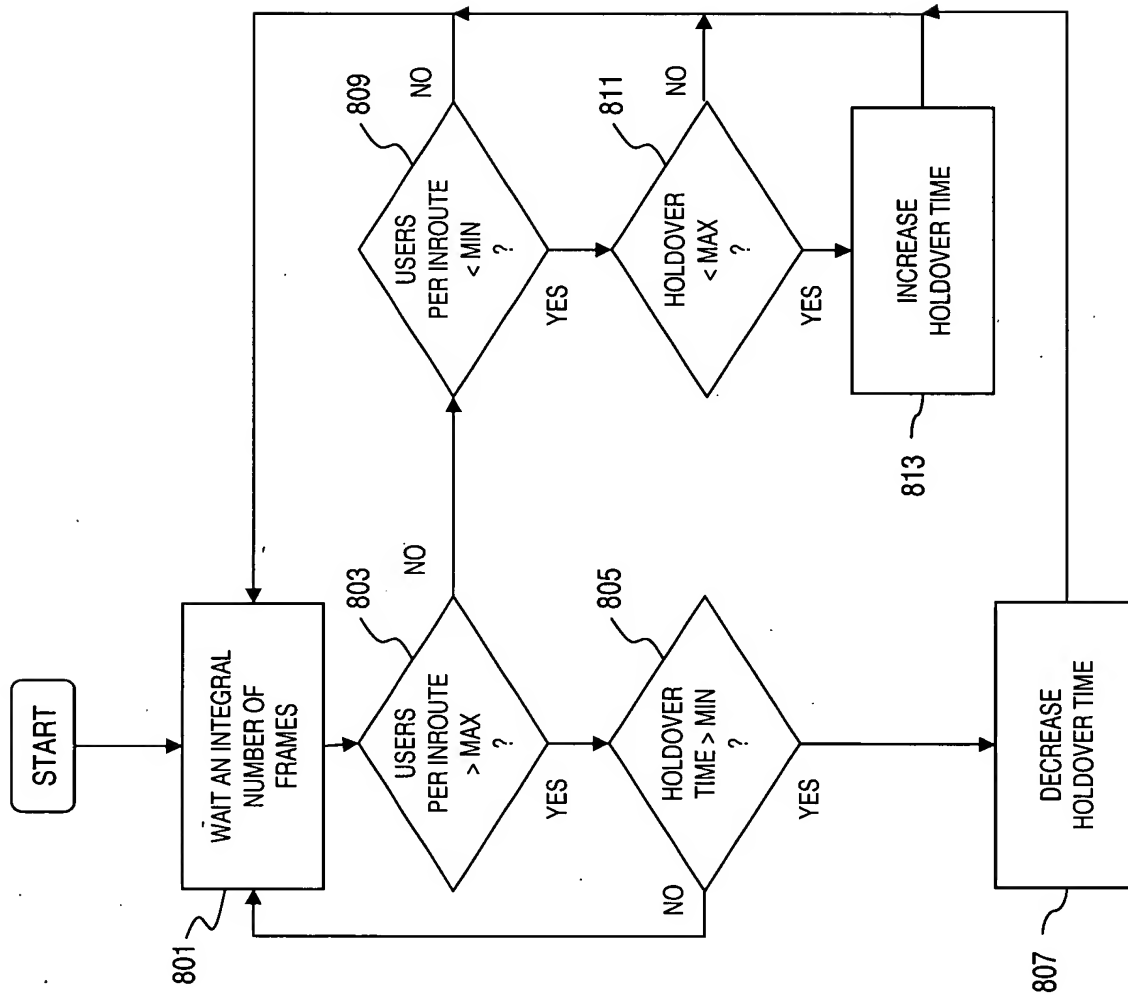 START
WAIT AN INTEGRAL
NUMBER OF
FRAMES
801
USERS
PER INROUTE
> MAX
?
803
NO
YES
HOLDOVER
TIME > MIN
?
805
NO
YES
DECREASE
HOLDOVER TIME
807
USERS
PER INROUTE
< MIN
?
809
NO
YES
HOLDOVER
< MAX
?
811
NO
YES
INCREASE
HOLDOVER TIME
813